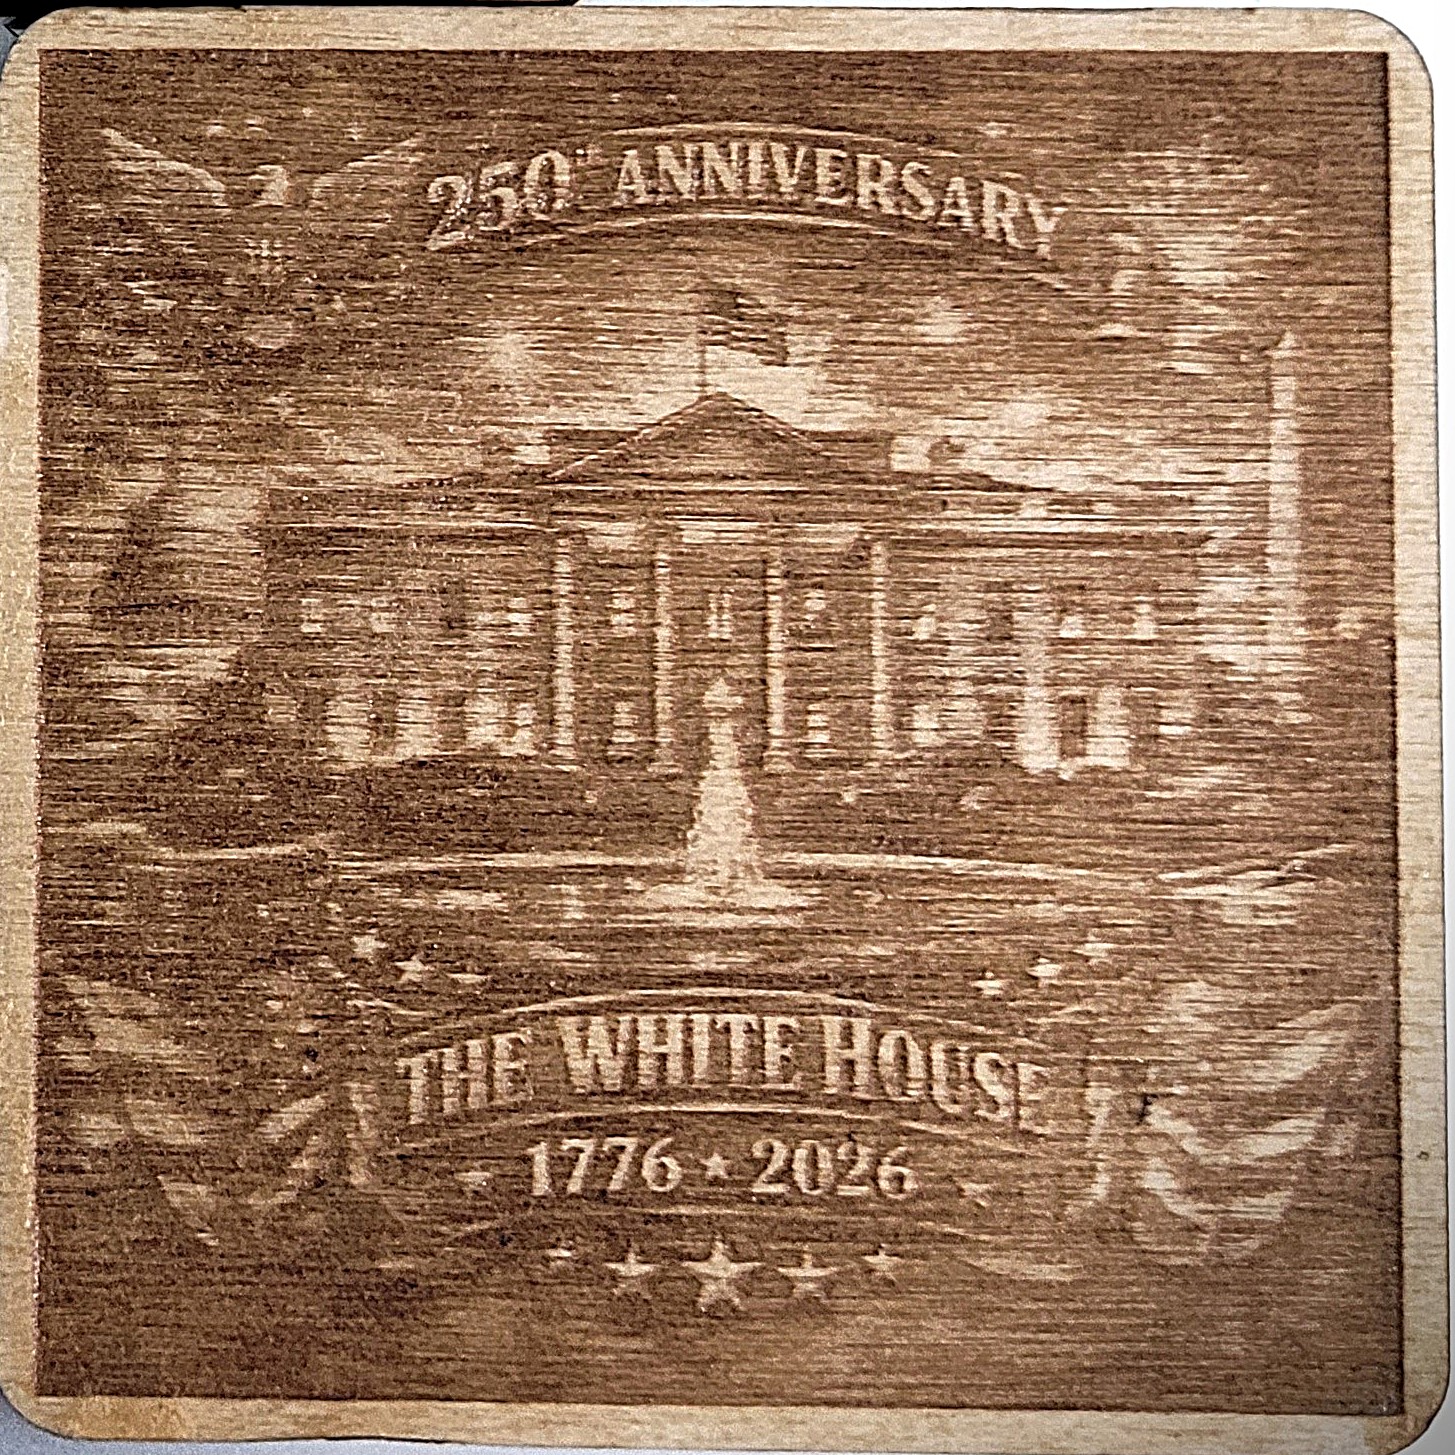 250th ANNIVERSARY
THE WHITE HOUSE
1776 ★ 2026